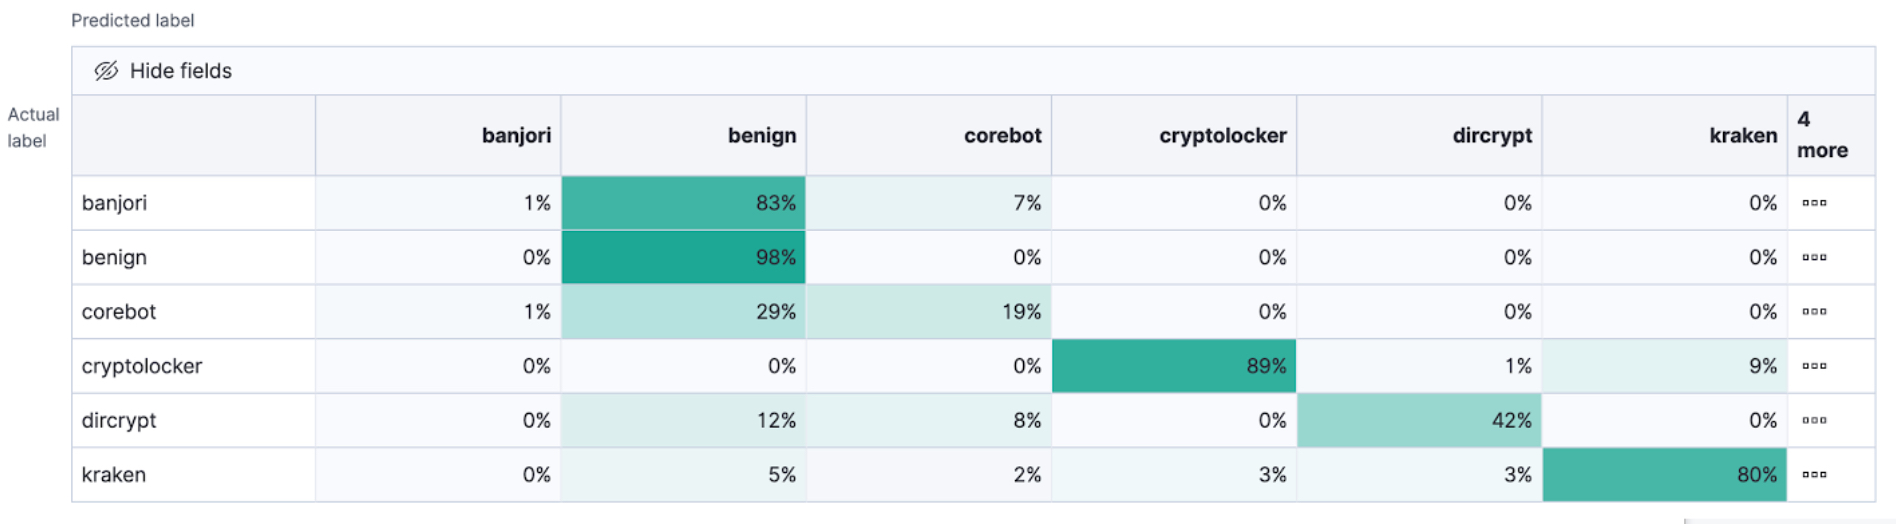 Predicted label
Hide fields
Actual label
banjori benign corebot cryptolocker dircrypt kraken 4 more
banjori 1% 83% 7% 0% 0% 0%
benign 0% 98% 0% 0% 0% 0%
corebot 1% 29% 19% 0% 0% 0%
cryptolocker 0% 0% 0% 89% 1% 9%
dircrypt 0% 12% 8% 0% 42% 0%
kraken 0% 5% 2% 3% 3% 80%